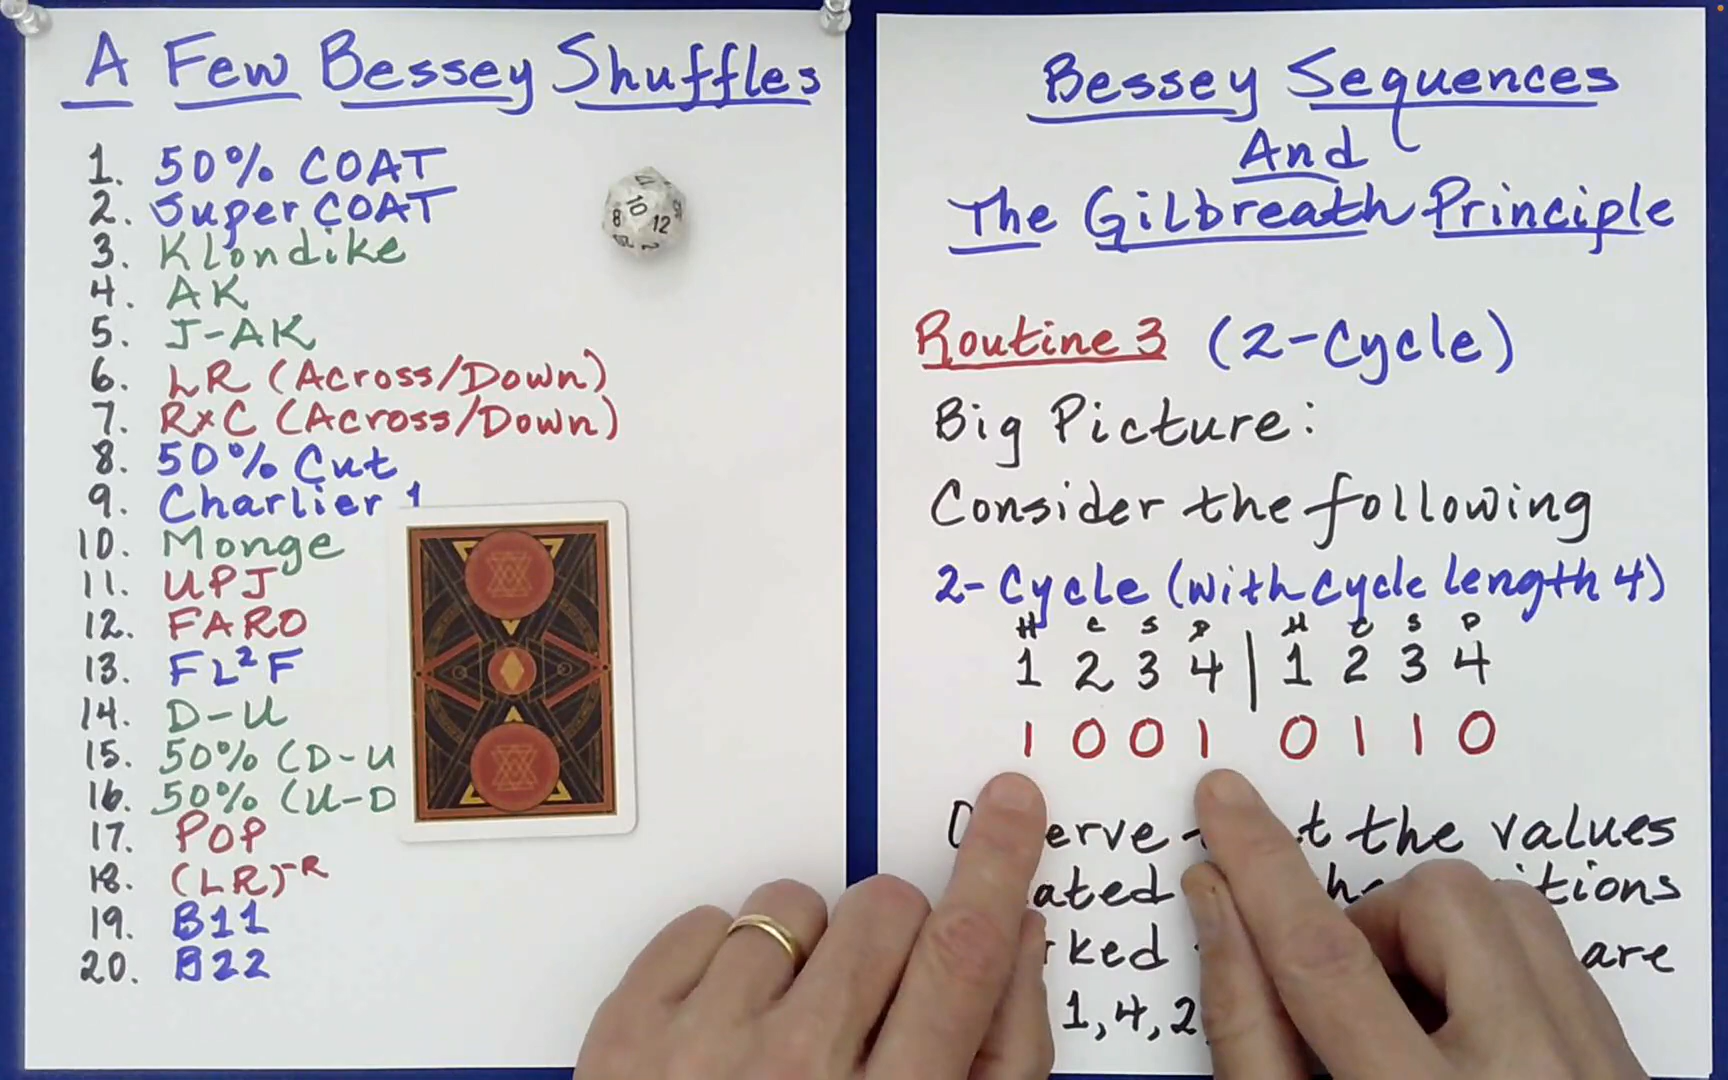 A Few Bessey Shuffles
1. 50% COAT
2. Super COAT
3. Klondike
4. AK
5. J-AK
6. LR (Across/Down)
7. RxC (Across/Down)
8. 50% Cut
9. Charlier 1
10. Monge
11. UPJ
12. FARO
13. FL²F
14. D-U
15. 50% (D-U
16. 50% (U-D
17. POP
18. (LR)⁻ᴿ
19. B11
20. B22
10
8
12
Bessey Sequences
And
The Gilbreath Principle
Routine 3 (2-Cycle)
Big Picture:
Consider the following
2-Cycle (with cycle length 4)
H C S D H C S D
1 2 3 4 | 1 2 3 4
1 0 0 1 0 1 1 0
the values
are
1, 4, 2